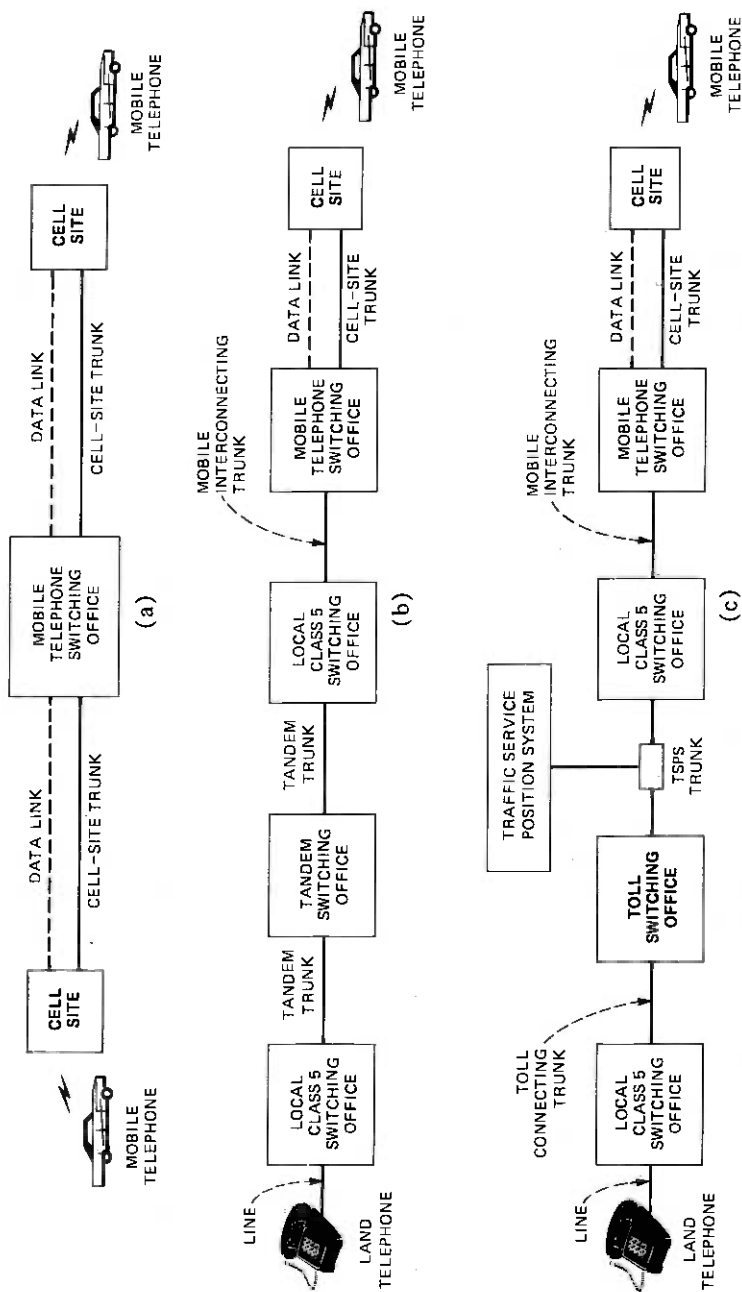 MOBILE
TELEPHONE
CELL
SITE
DATA LINK
CELL-SITE TRUNK
MOBILE
TELEPHONE
SWITCHING
OFFICE
DATA LINK
CELL-SITE TRUNK
CELL
SITE
MOBILE
TELEPHONE
(a)
LAND
TELEPHONE
LINE
LOCAL
CLASS 5
SWITCHING
OFFICE
TANDEM
TRUNK
TANDEM
SWITCHING
OFFICE
TANDEM
TRUNK
LOCAL
CLASS 5
SWITCHING
OFFICE
MOBILE
INTERCONNECTING
TRUNK
MOBILE
TELEPHONE
SWITCHING
OFFICE
DATA LINK
CELL-SITE
TRUNK
CELL
SITE
MOBILE
TELEPHONE
(b)
LAND
TELEPHONE
LINE
LOCAL
CLASS 5
SWITCHING
OFFICE
TOLL
CONNECTING
TRUNK
TOLL
SWITCHING
OFFICE
TRAFFIC SERVICE
POSITION SYSTEM
TSPS
TRUNK
LOCAL
CLASS 5
SWITCHING
OFFICE
MOBILE
INTERCONNECTING
TRUNK
MOBILE
TELEPHONE
SWITCHING
OFFICE
DATA LINK
CELL-SITE
TRUNK
CELL
SITE
MOBILE
TELEPHONE
(c)